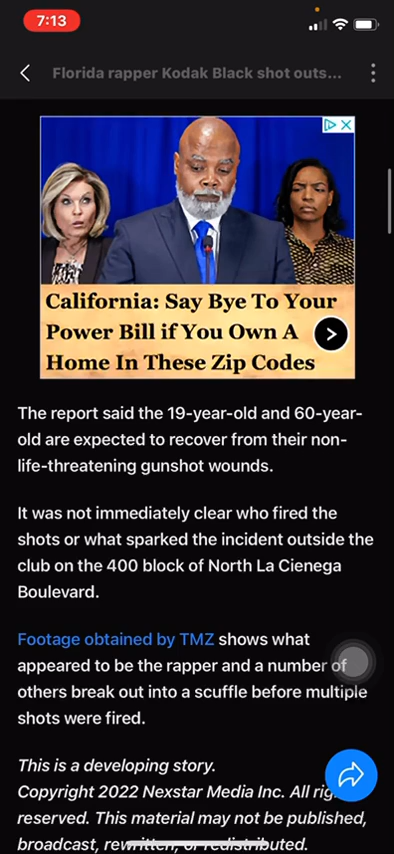 7:13
Florida rapper Kodak Black shot outs...
California: Say Bye To Your
Power Bill if You Own A
Home In These Zip Codes
The report said the 19-year-old and 60-year-
old are expected to recover from their non-
life-threatening gunshot wounds.
It was not immediately clear who fired the
shots or what sparked the incident outside the
club on the 400 block of North La Cienega
Boulevard.
Footage obtained by TMZ shows what
appeared to be the rapper and a number of
others break out into a scuffle before multiple
shots were fired.
This is a developing story.
Copyright 2022 Nexstar Media Inc. All rights
reserved. This material may not be published,
broadcast, rewritten, or redistributed.